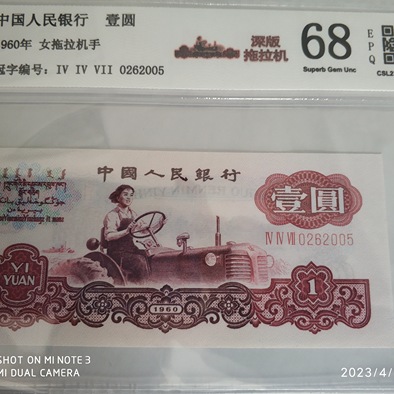 中国人民银行 壹圆
1960年 女拖拉机手
冠字编号: IV IV VII 0262005
深版
拖拉机
68
Superb Gem Unc
E
P
Q
中國人民銀行
壹圓
IV IV VII 0262005
YI
YUAN
1960
1
SHOT ON MI NOTE 3
MI DUAL CAMERA
2023/4/